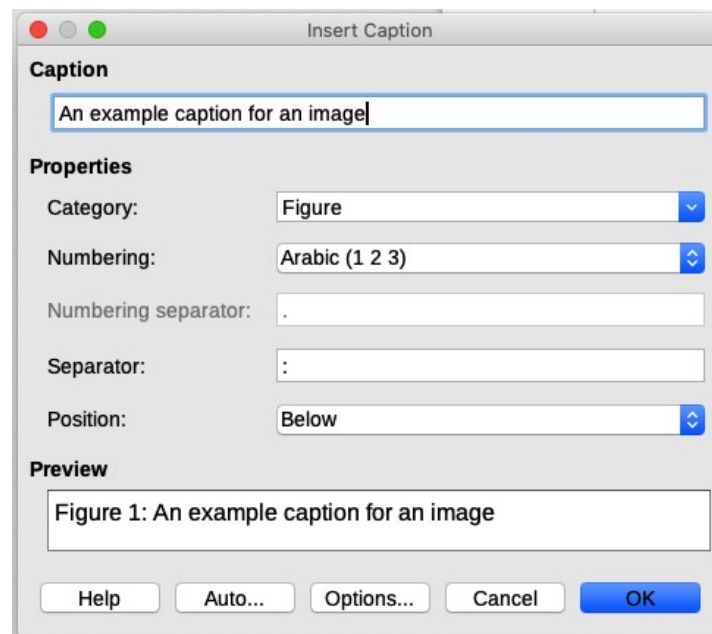 Insert Caption
Caption
An example caption for an image
Properties
Category: Figure
Numbering: Arabic (1 2 3)
Numbering separator: .
Separator: :
Position: Below
Preview
Figure 1: An example caption for an image
Help Auto... Options... Cancel OK